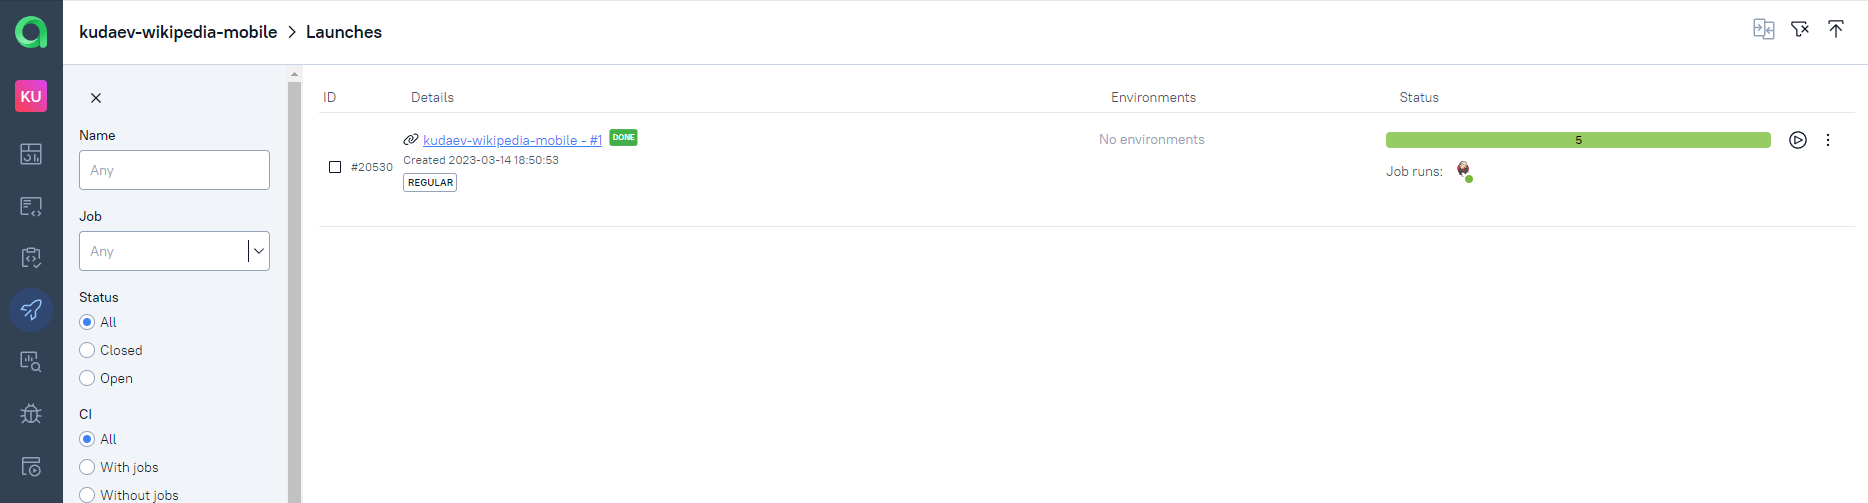 kudaev-wikipedia-mobile > Launches
KU
Name
Any
Job
Any
Status
All
Closed
Open
CI
All
With jobs
Without jobs
ID Details Environments Status
kudaev-wikipedia-mobile - #1 DONE
#20530
Created 2023-03-14 18:50:53
REGULAR
No environments
5
Job runs: